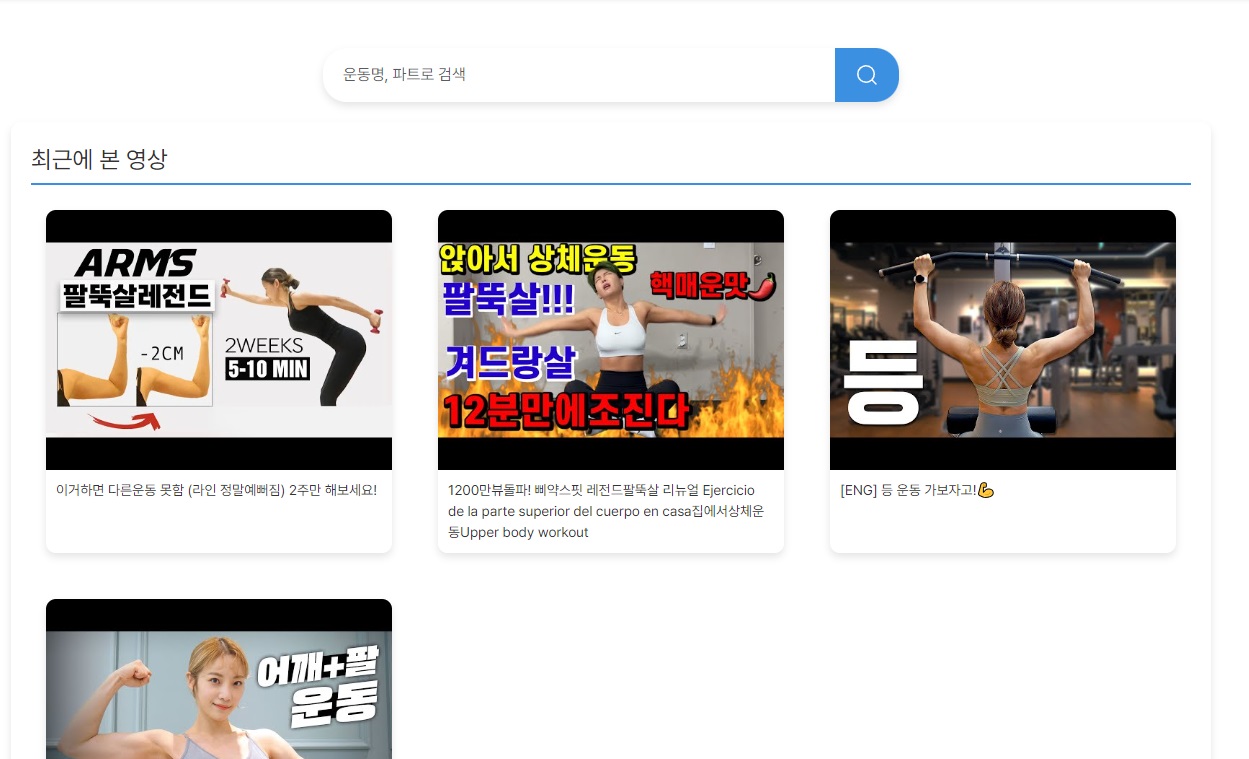 운동명, 파트로 검색
최근에 본 영상
ARMS
팔뚝살레전드
-2CM
2WEEKS
5-10 MIN
이거하면 다른운동 못함 (라인 정말예뻐짐) 2주만 해보세요!
앉아서 상체운동
핵매운맛
팔뚝살!!!
겨드랑살
12분만에조진다
1200만뷰돌파! 삐약스핏 레전드팔뚝살 리뉴얼 Ejercicio
de la parte superior del cuerpo en casa집에서상체운
동Upper body workout
등
[ENG] 등 운동 가보자고!💪
어깨+팔
운동